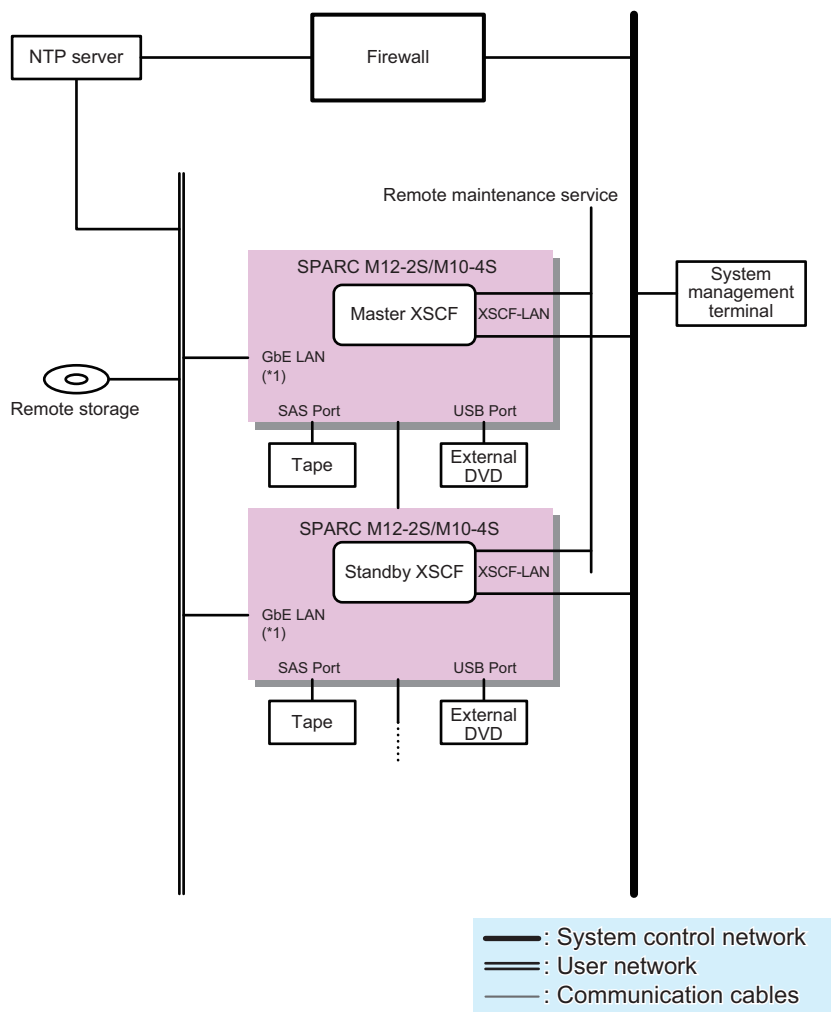 NTP server
Firewall
Remote maintenance service
SPARC M12-2S/M10-4S
Master XSCF
XSCF-LAN
System
management
terminal
GbE LAN
(*1)
Remote storage
SAS Port
USB Port
Tape
External
DVD
SPARC M12-2S/M10-4S
Standby XSCF
XSCF-LAN
GbE LAN
(*1)
SAS Port
USB Port
Tape
External
DVD
: System control network
: User network
: Communication cables